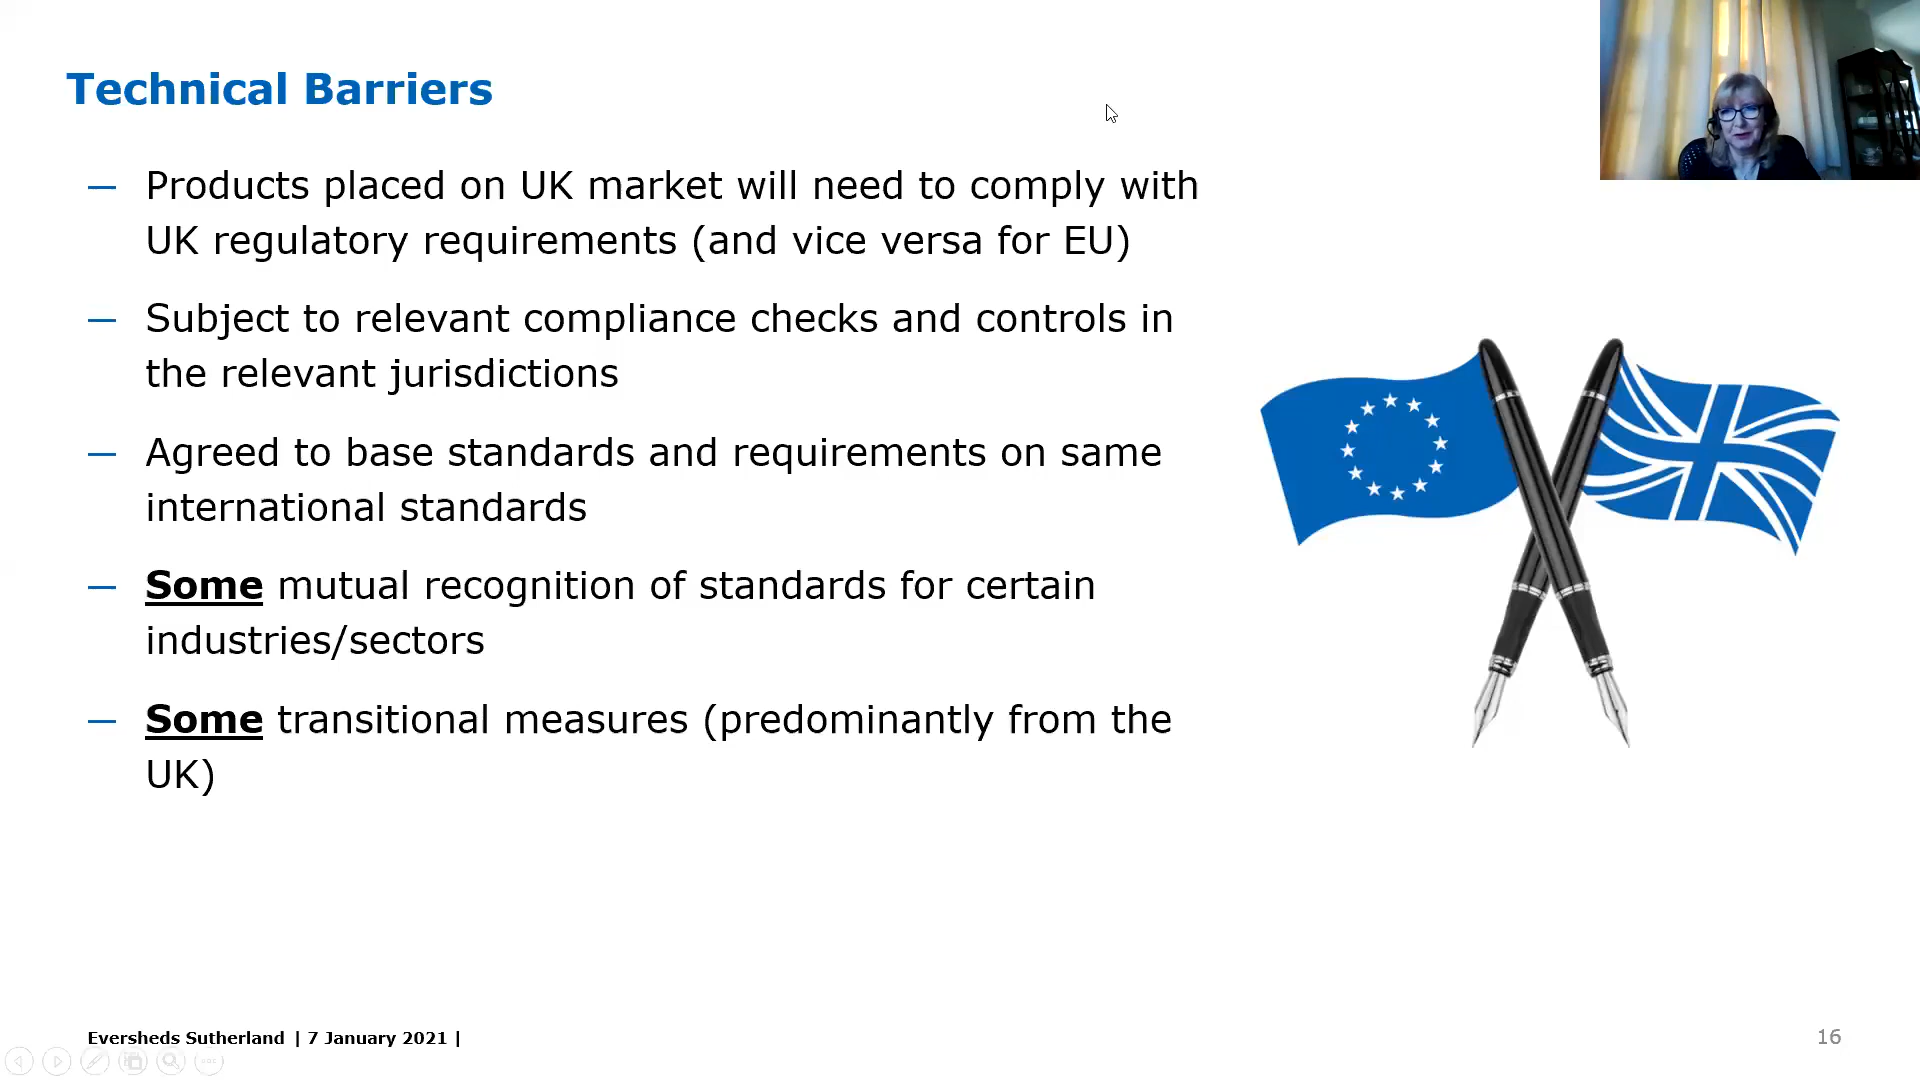 Technical Barriers
— Products placed on UK market will need to comply with
UK regulatory requirements (and vice versa for EU)
— Subject to relevant compliance checks and controls in
the relevant jurisdictions
— Agreed to base standards and requirements on same
international standards
— Some mutual recognition of standards for certain
industries/sectors
— Some transitional measures (predominantly from the
UK)
Eversheds Sutherland | 7 January 2021 |
16